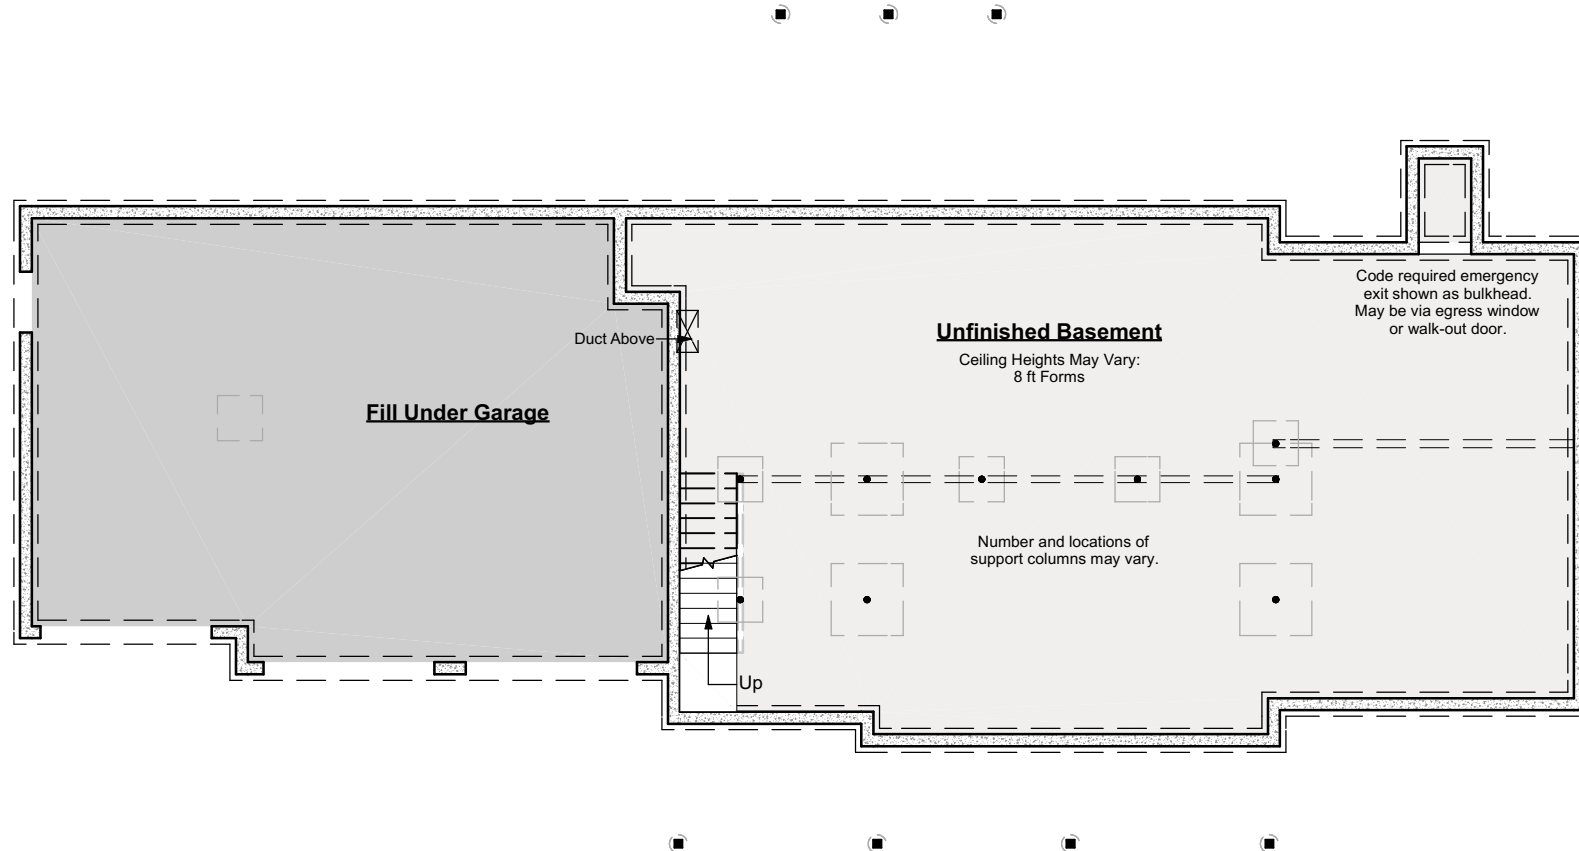 Code required emergency
exit shown as bulkhead.
May be via egress window
or walk-out door.
Duct Above
Unfinished Basement
Ceiling Heights May Vary:
8 ft Forms
Fill Under Garage
Number and locations of
support columns may vary.
Up